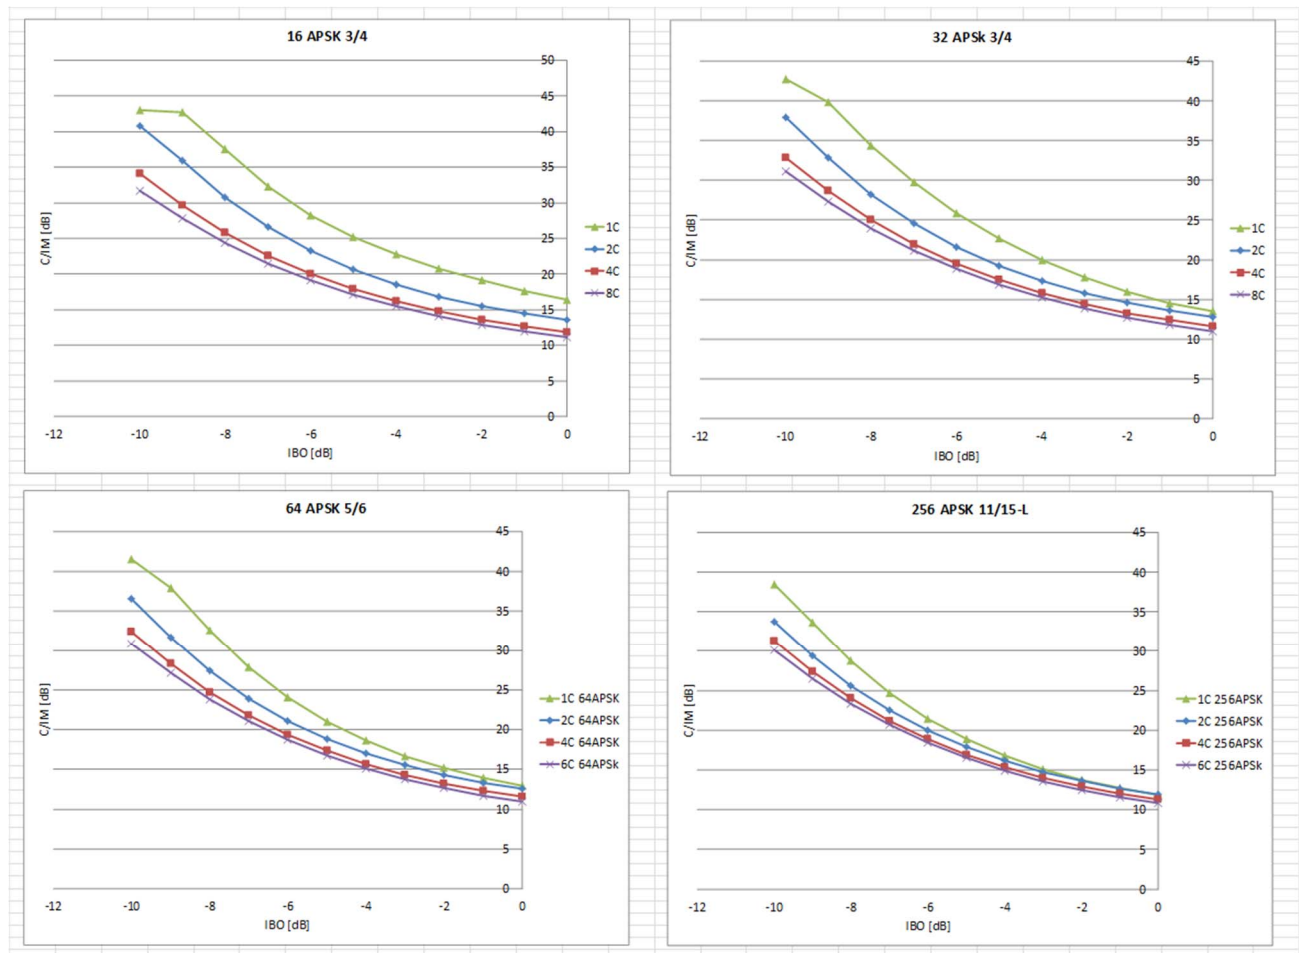 16 APSK 3/4
50
45
40
35
30
25
20
15
10
5
0
C/IM [dB]
-12 -10 -8 -6 -4 -2 0
IBO [dB]
1C
2C
4C
8C
32 APSk 3/4
45
40
35
30
25
20
15
10
5
0
C/IM [dB]
-12 -10 -8 -6 -4 -2 0
IBO [dB]
1C
2C
4C
8C
64 APSK 5/6
45
40
35
30
25
20
15
10
5
0
C/IM [dB]
-10 -8 -6 -4 -2 0
IBO [dB]
1C 64APSK
2C 64APSK
4C 64APSK
6C 64APSk
256 APSK 11/15-L
45
40
35
30
25
20
15
10
5
0
C/IM [dB]
-10 -8 -6 -4 -2 0
IBO [dB]
1C 256APSK
2C 256APSK
4C 256APSK
6C 256APSk